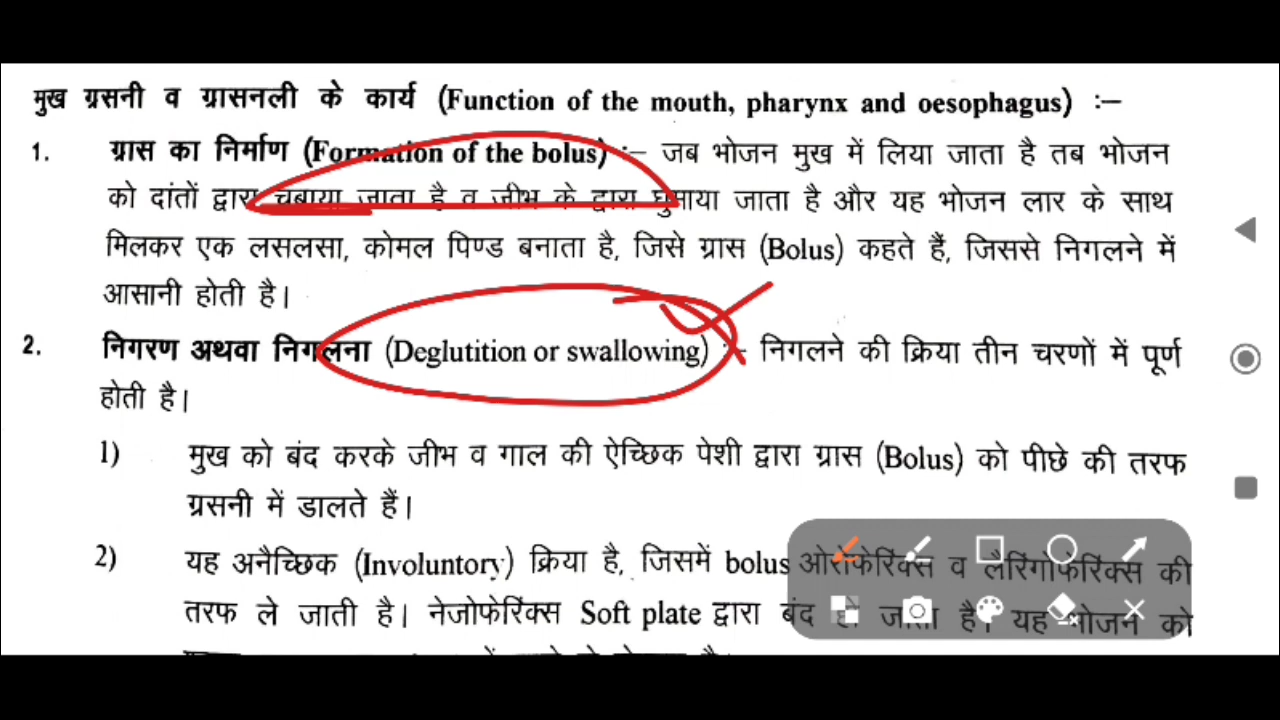 मुख ग्रसनी व ग्रासनली के कार्य (Function of the mouth, pharynx and oesophagus) :–
1. ग्रास का निर्माण (Formation of the bolus) :– जब भोजन मुख में लिया जाता है तब भोजन
को दांतों द्वारा चबाया जाता है व जीभ के द्वारा घुमाया जाता है और यह भोजन लार के साथ
मिलकर एक लसलसा, कोमल पिण्ड बनाता है, जिसे ग्रास (Bolus) कहते हैं, जिससे निगलने में
आसानी होती है।
2. निगरण अथवा निगलना (Deglutition or swallowing) :– निगलने की क्रिया तीन चरणों में पूर्ण
होती है।
1) मुख को बंद करके जीभ व गाल की ऐच्छिक पेशी द्वारा ग्रास (Bolus) को पीछे की तरफ
ग्रसनी में डालते हैं।
2) यह अनैच्छिक (Involuntory) क्रिया है, जिसमें bolus ओरोफेरिंक्स व लैरिंगोफेरिंक्स की
तरफ ले जाती है। नेजोफेरिंक्स Soft plate द्वारा बंद हो जाता है। यह भोजन को